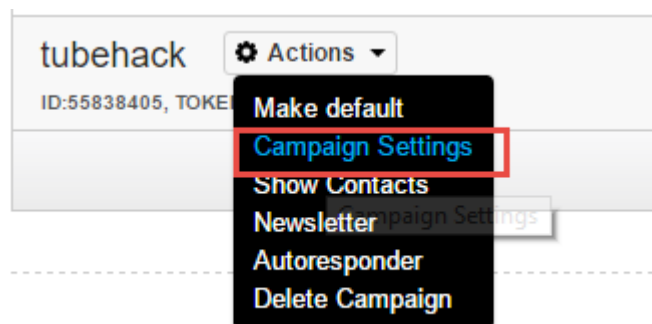 tubehack Actions
ID:55838405, TOKE
Make default
Campaign Settings
Show Contacts
Campaign Settings
Newsletter
Autoresponder
Delete Campaign